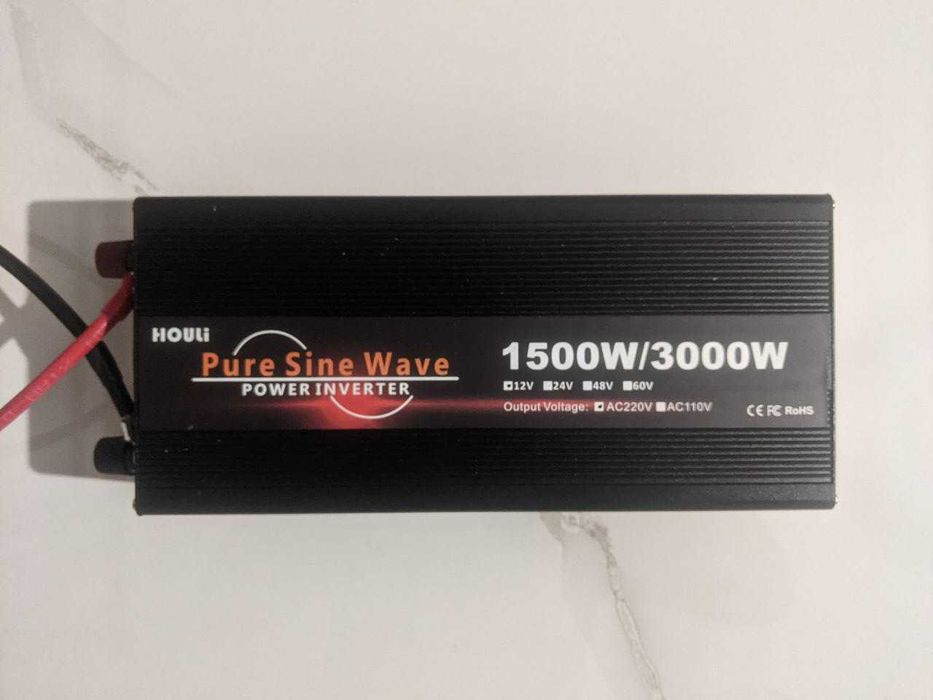 HOULi
Pure Sine Wave
POWER INVERTER
1500W/3000W
12V 24V 48V 60V
Output Voltage: AC220V AC110V
CE FC RoHS